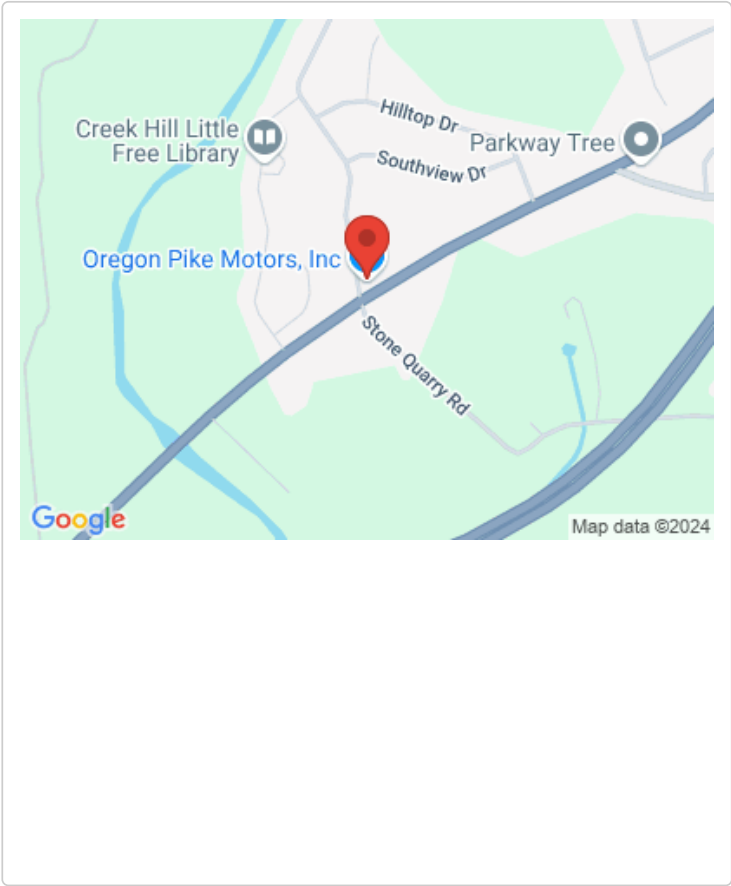 Hilltop Dr
Creek Hill Little
Free Library
Parkway Tree
Southview Dr
Oregon Pike Motors, Inc
Stone Quarry Rd
Google
Map data ©2024